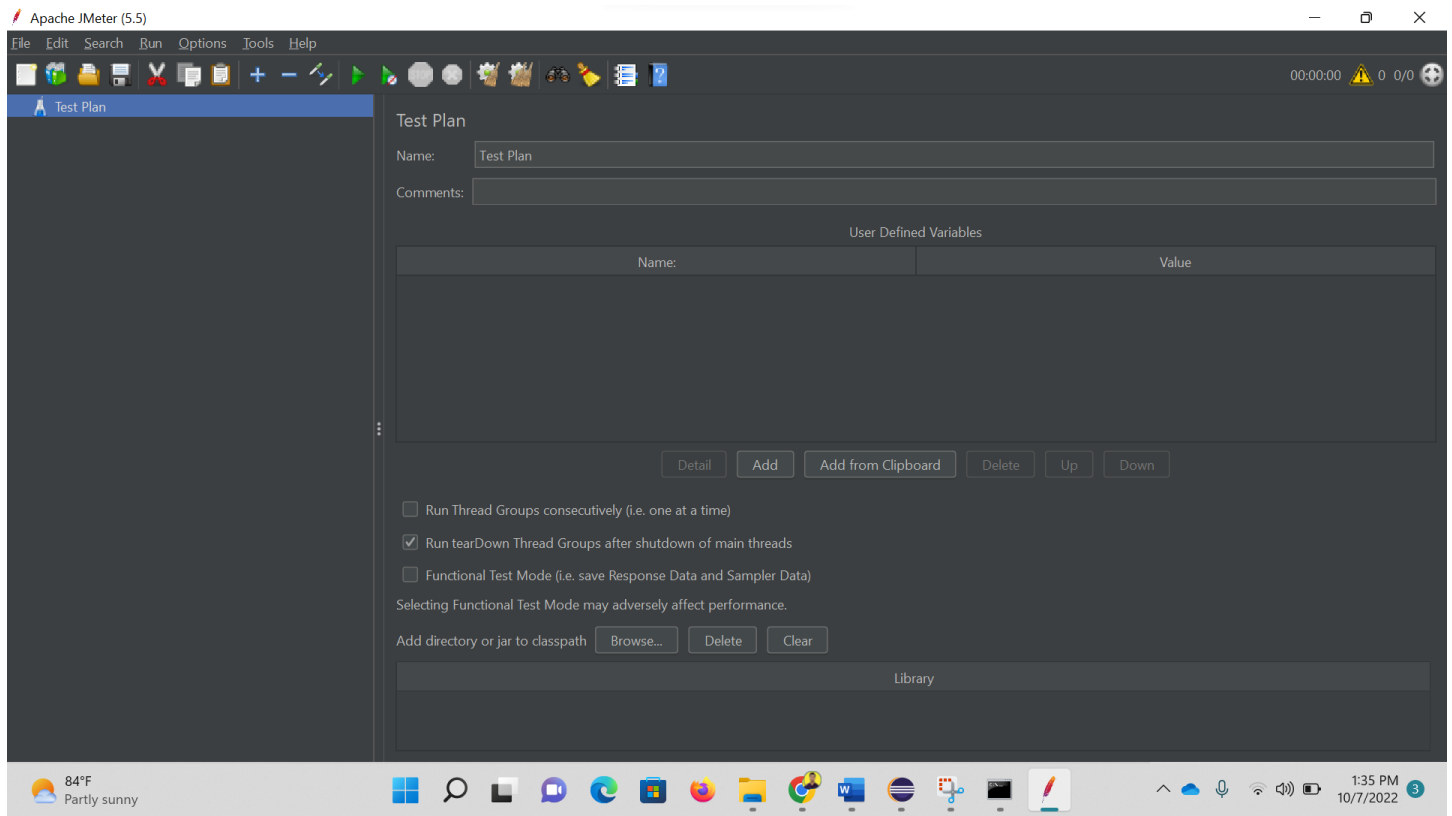 Apache JMeter (5.5)
File Edit Search Run Options Tools Help
00:00:00 0 0/0
Test Plan
Test Plan
Name: Test Plan
Comments:
User Defined Variables
Name: Value
Detail Add Add from Clipboard Delete Up Down
Run Thread Groups consecutively (i.e. one at a time)
Run tearDown Thread Groups after shutdown of main threads
Functional Test Mode (i.e. save Response Data and Sampler Data)
Selecting Functional Test Mode may adversely affect performance.
Add directory or jar to classpath Browse... Delete Clear
Library
84°F
Partly sunny
W
1:35 PM
10/7/2022 3